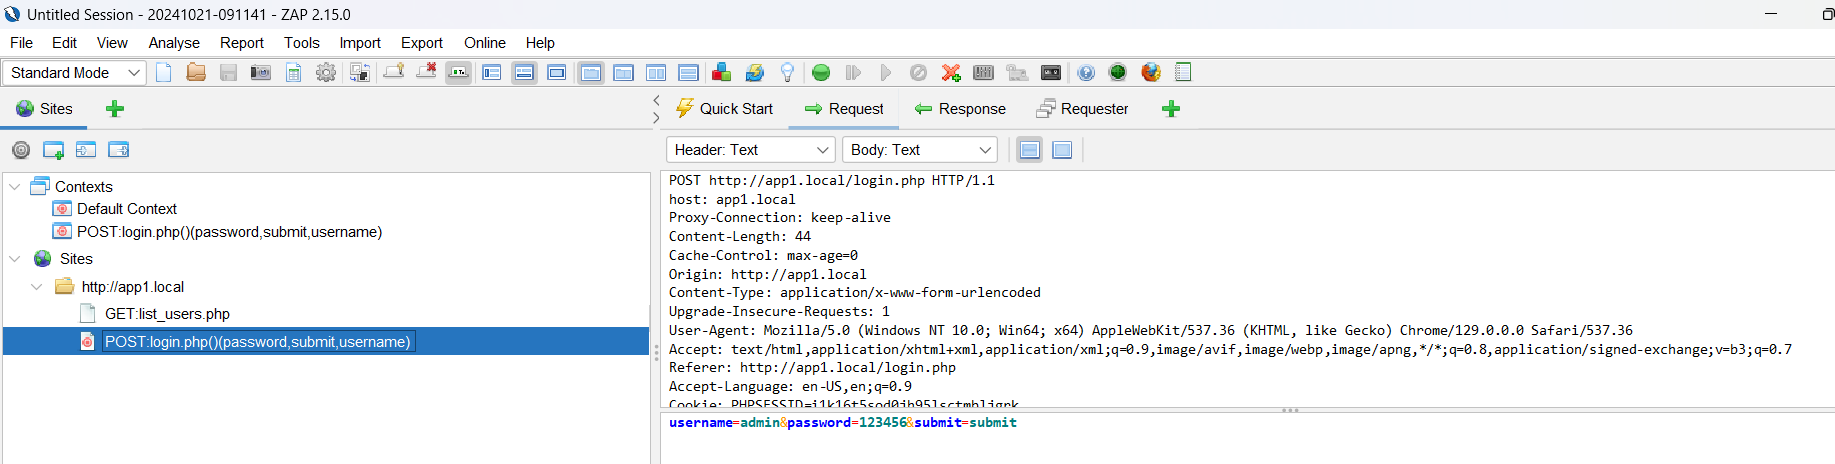 Untitled Session - 20241021-091141 - ZAP 2.15.0
File Edit View Analyse Report Tools Import Export Online Help
Standard Mode
Sites
Quick Start Request Response Requester
Header: Text Body: Text
Contexts
Default Context
POST:login.php()(password,submit,username)
Sites
http://app1.local
GET:list_users.php
POST:login.php()(password,submit,username)
POST http://app1.local/login.php HTTP/1.1
host: app1.local
Proxy-Connection: keep-alive
Content-Length: 44
Cache-Control: max-age=0
Origin: http://app1.local
Content-Type: application/x-www-form-urlencoded
Upgrade-Insecure-Requests: 1
User-Agent: Mozilla/5.0 (Windows NT 10.0; Win64; x64) AppleWebKit/537.36 (KHTML, like Gecko) Chrome/129.0.0.0 Safari/537.36
Accept: text/html,application/xhtml+xml,application/xml;q=0.9,image/avif,image/webp,image/apng,*/*;q=0.8,application/signed-exchange;v=b3;q=0.7
Referer: http://app1.local/login.php
Accept-Language: en-US,en;q=0.9
Cookie:
username=admin&password=123456&submit=submit